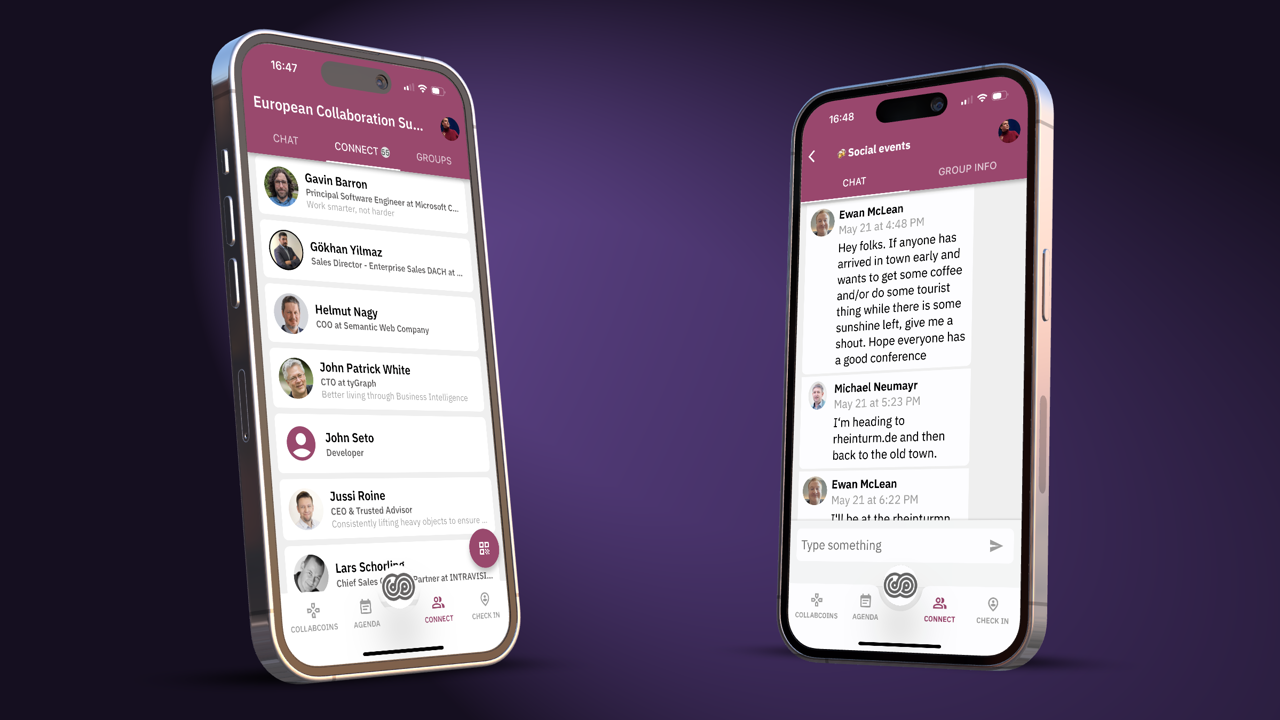 16:47
European Collaboration Su...
CHAT
CONNECT
GROUPS
Gavin Barron
Principal Software Engineer at Microsoft C...
Work smarter, not harder
Gökhan Yilmaz
Sales Director - Enterprise Sales DACH at ...
Helmut Nagy
COO at Semantic Web Company
John Patrick White
CTO at tyGraph
Better living through Business Intelligence
John Seto
Developer
Jussi Roine
CEO & Trusted Advisor
Consistently lifting heavy objects to ensure ...
Lars Schorling
Chief Sales Partner at INTRAVISI...
COLLABCOINS
AGENDA
CONNECT
CHECK IN
16:48
Social events
CHAT
GROUP INFO
Ewan McLean
May 21 at 4:48 PM
Hey folks. If anyone has
arrived in town early and
wants to get some coffee
and/or do some tourist
thing while there is some
sunshine left, give me a
shout. Hope everyone has
a good conference
Michael Neumayr
May 21 at 5:23 PM
I'm heading to
rheinturm.de and then
back to the old town.
Ewan McLean
May 21 at 6:22 PM
I'll be at the rheinturmn
Type something
COLLABCOINS
AGENDA
CONNECT
CHECK IN